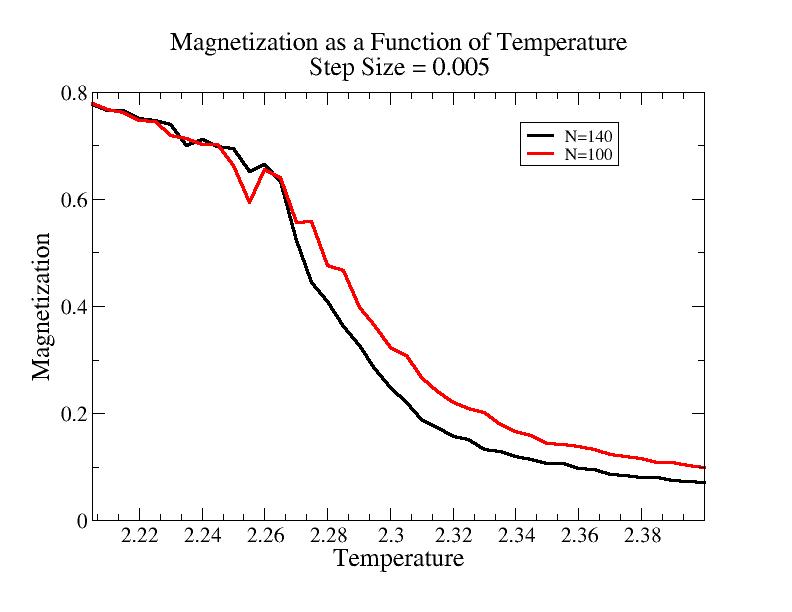 Magnetization as a Function of Temperature
Step Size = 0.005
N=140
N=100
Magnetization
0.8
0.6
0.4
0.2
0
2.22 2.24 2.26 2.28 2.3 2.32 2.34 2.36 2.38
Temperature